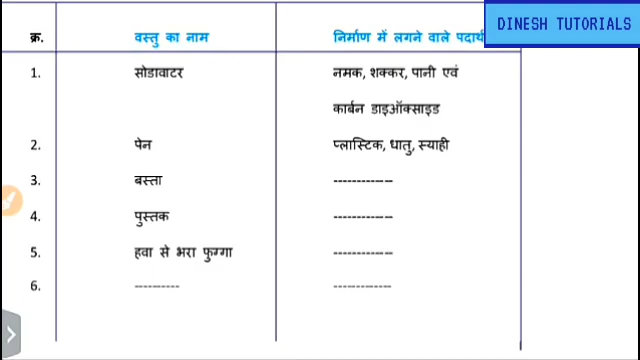 DINESH TUTORIALS
क्र. वस्तु का नाम निर्माण में लगने वाले पदार्थ
1. सोडावाटर नमक, शक्कर, पानी एवं
कार्बन डाइऑक्साइड
2. पेन प्लास्टिक, धातु, स्याही
3. बस्ता -------------
4. पुस्तक -------------
5. हवा से भरा फुग्गा -------------
6. ---------- -------------